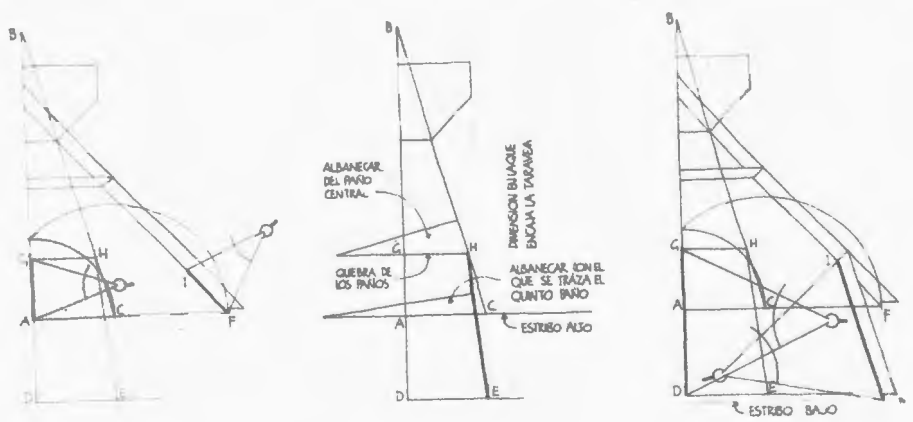 B
G
H
I
A
C
F
D
E
B
ALBANECAR
DEL PAÑO
CENTRAL
DIMENSION EN LA QUE
ENCAJA LA TARAVEA
G
H
QUIEBRA DE
LOS PAÑOS
ALBANECAR CON EL
QUE SE TRAZA EL
QUINTO PAÑO
A
C
ESTRIBO ALTO
D
E
B
G
H
I
A
C
F
D
E
ESTRIBO BAJO